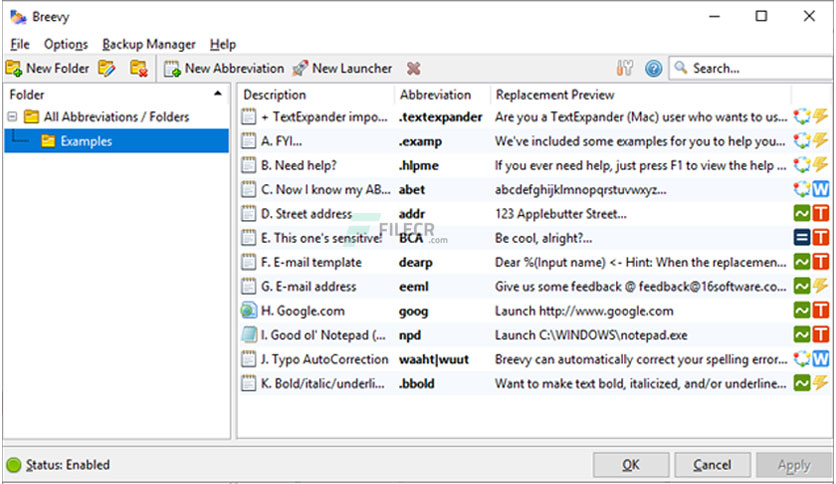 Breevy
File Options Backup Manager Help
New Folder New Abbreviation New Launcher Search...
Folder Description Abbreviation Replacement Preview
All Abbreviations / Folders
Examples
+ TextExpander impo... .textexpander Are you a TextExpander (Mac) user who wants to us...
A. FYI... .examp We've included some examples for you to help you...
B. Need help? .hlpme If you ever need help, just press F1 to view the help ...
C. Now I know my AB... abet abcdefghijklmnopqrstuvwxyz... W
D. Street address addr 123 Applebutter Street... T
E. This one's sensitive! BCA Be cool, alright?... T
F. E-mail template dearp Dear %(Input name) <- Hint: When the replacemen... T
G. E-mail address eeml Give us some feedback @ feedback@16software.co...
H. Google.com goog Launch http://www.google.com T
I. Good ol' Notepad (... npd Launch C:\WINDOWS\notepad.exe T
J. Typo AutoCorrection waaht|wuut Breevy can automatically correct your spelling error... W
K. Bold/italic/underli... .bbold Want to make text bold, italicized, and/or underline...
FILECR
.com
Status: Enabled OK Cancel Apply